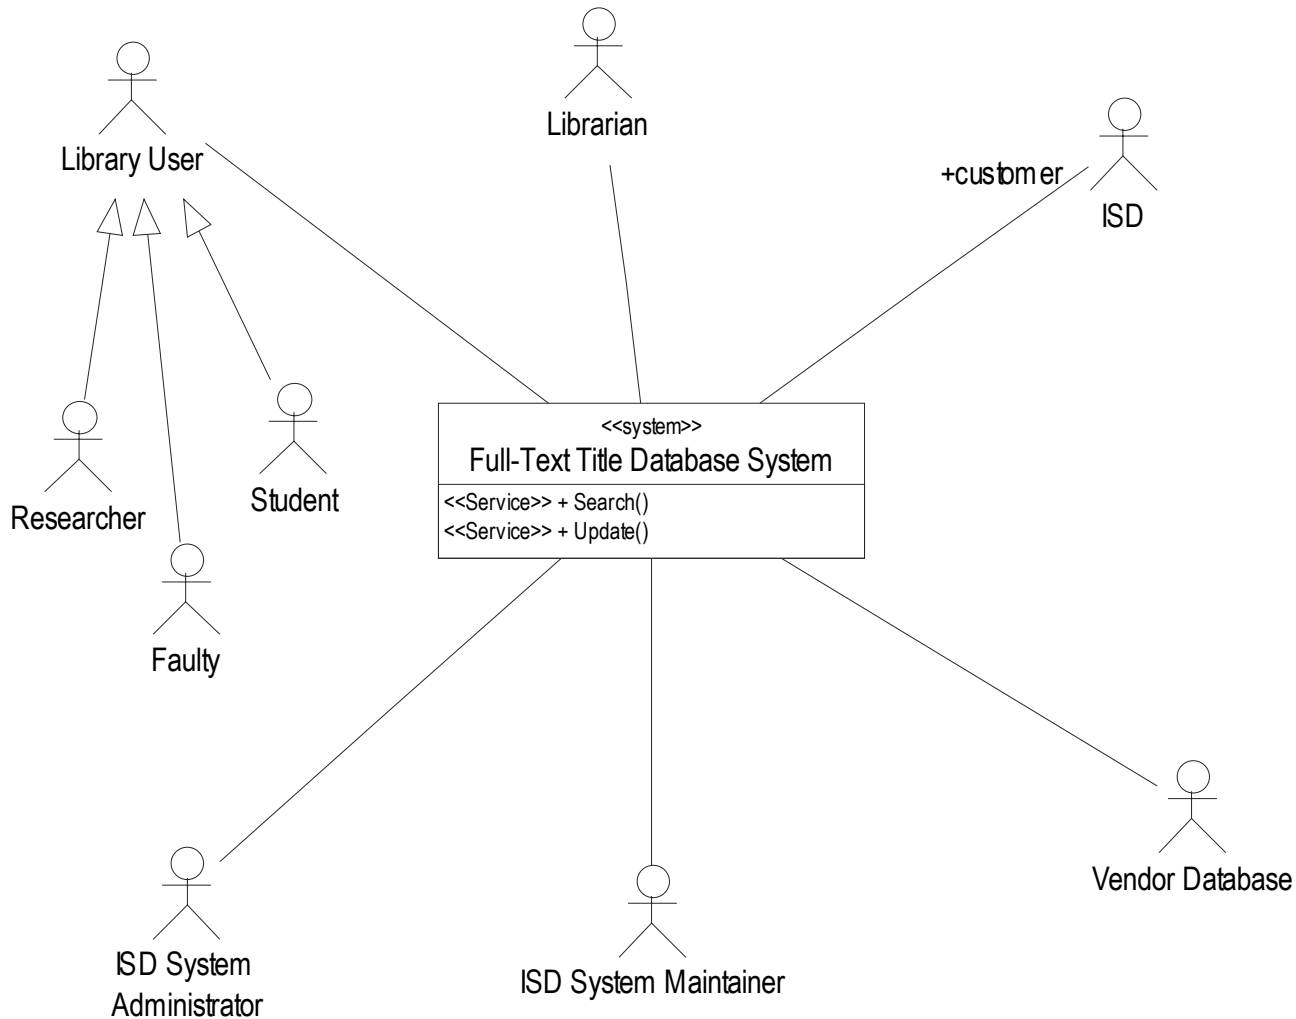 Librarian
Library User
+customer
ISD
<<system>>
Full-Text Title Database System
<<Service>> + Search()
<<Service>> + Update()
Student
Researcher
Faulty
Vendor Database
ISD System
Administrator
ISD System Maintainer